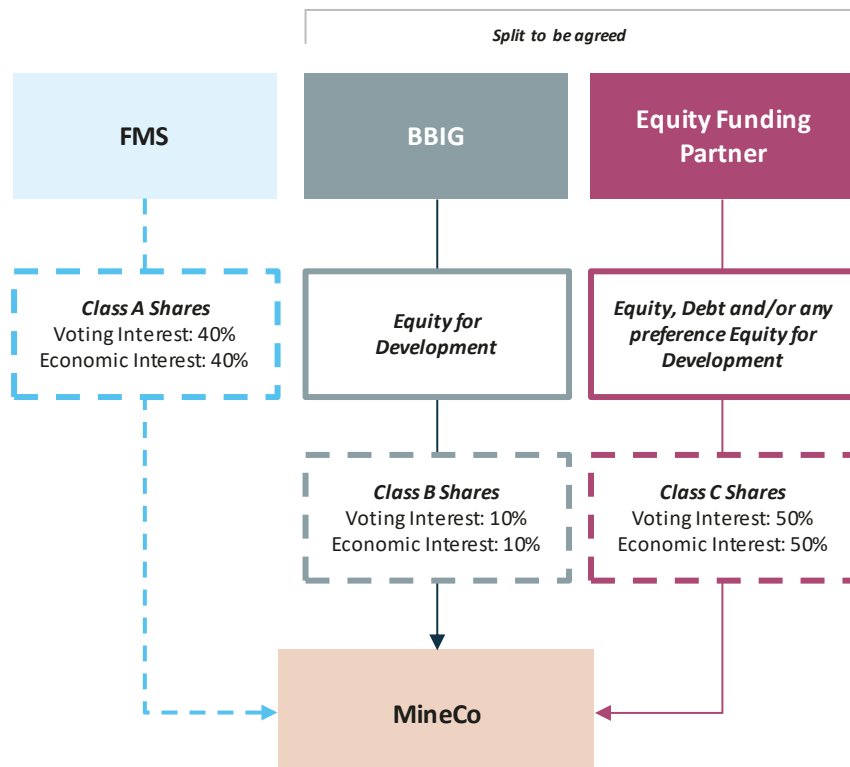 Split to be agreed
FMS
BBIG
Equity Funding
Partner
Class A Shares
Voting Interest: 40%
Economic Interest: 40%
Equity for
Development
Equity, Debt and/or any
preference Equity for
Development
Class B Shares
Voting Interest: 10%
Economic Interest: 10%
Class C Shares
Voting Interest: 50%
Economic Interest: 50%
MineCo